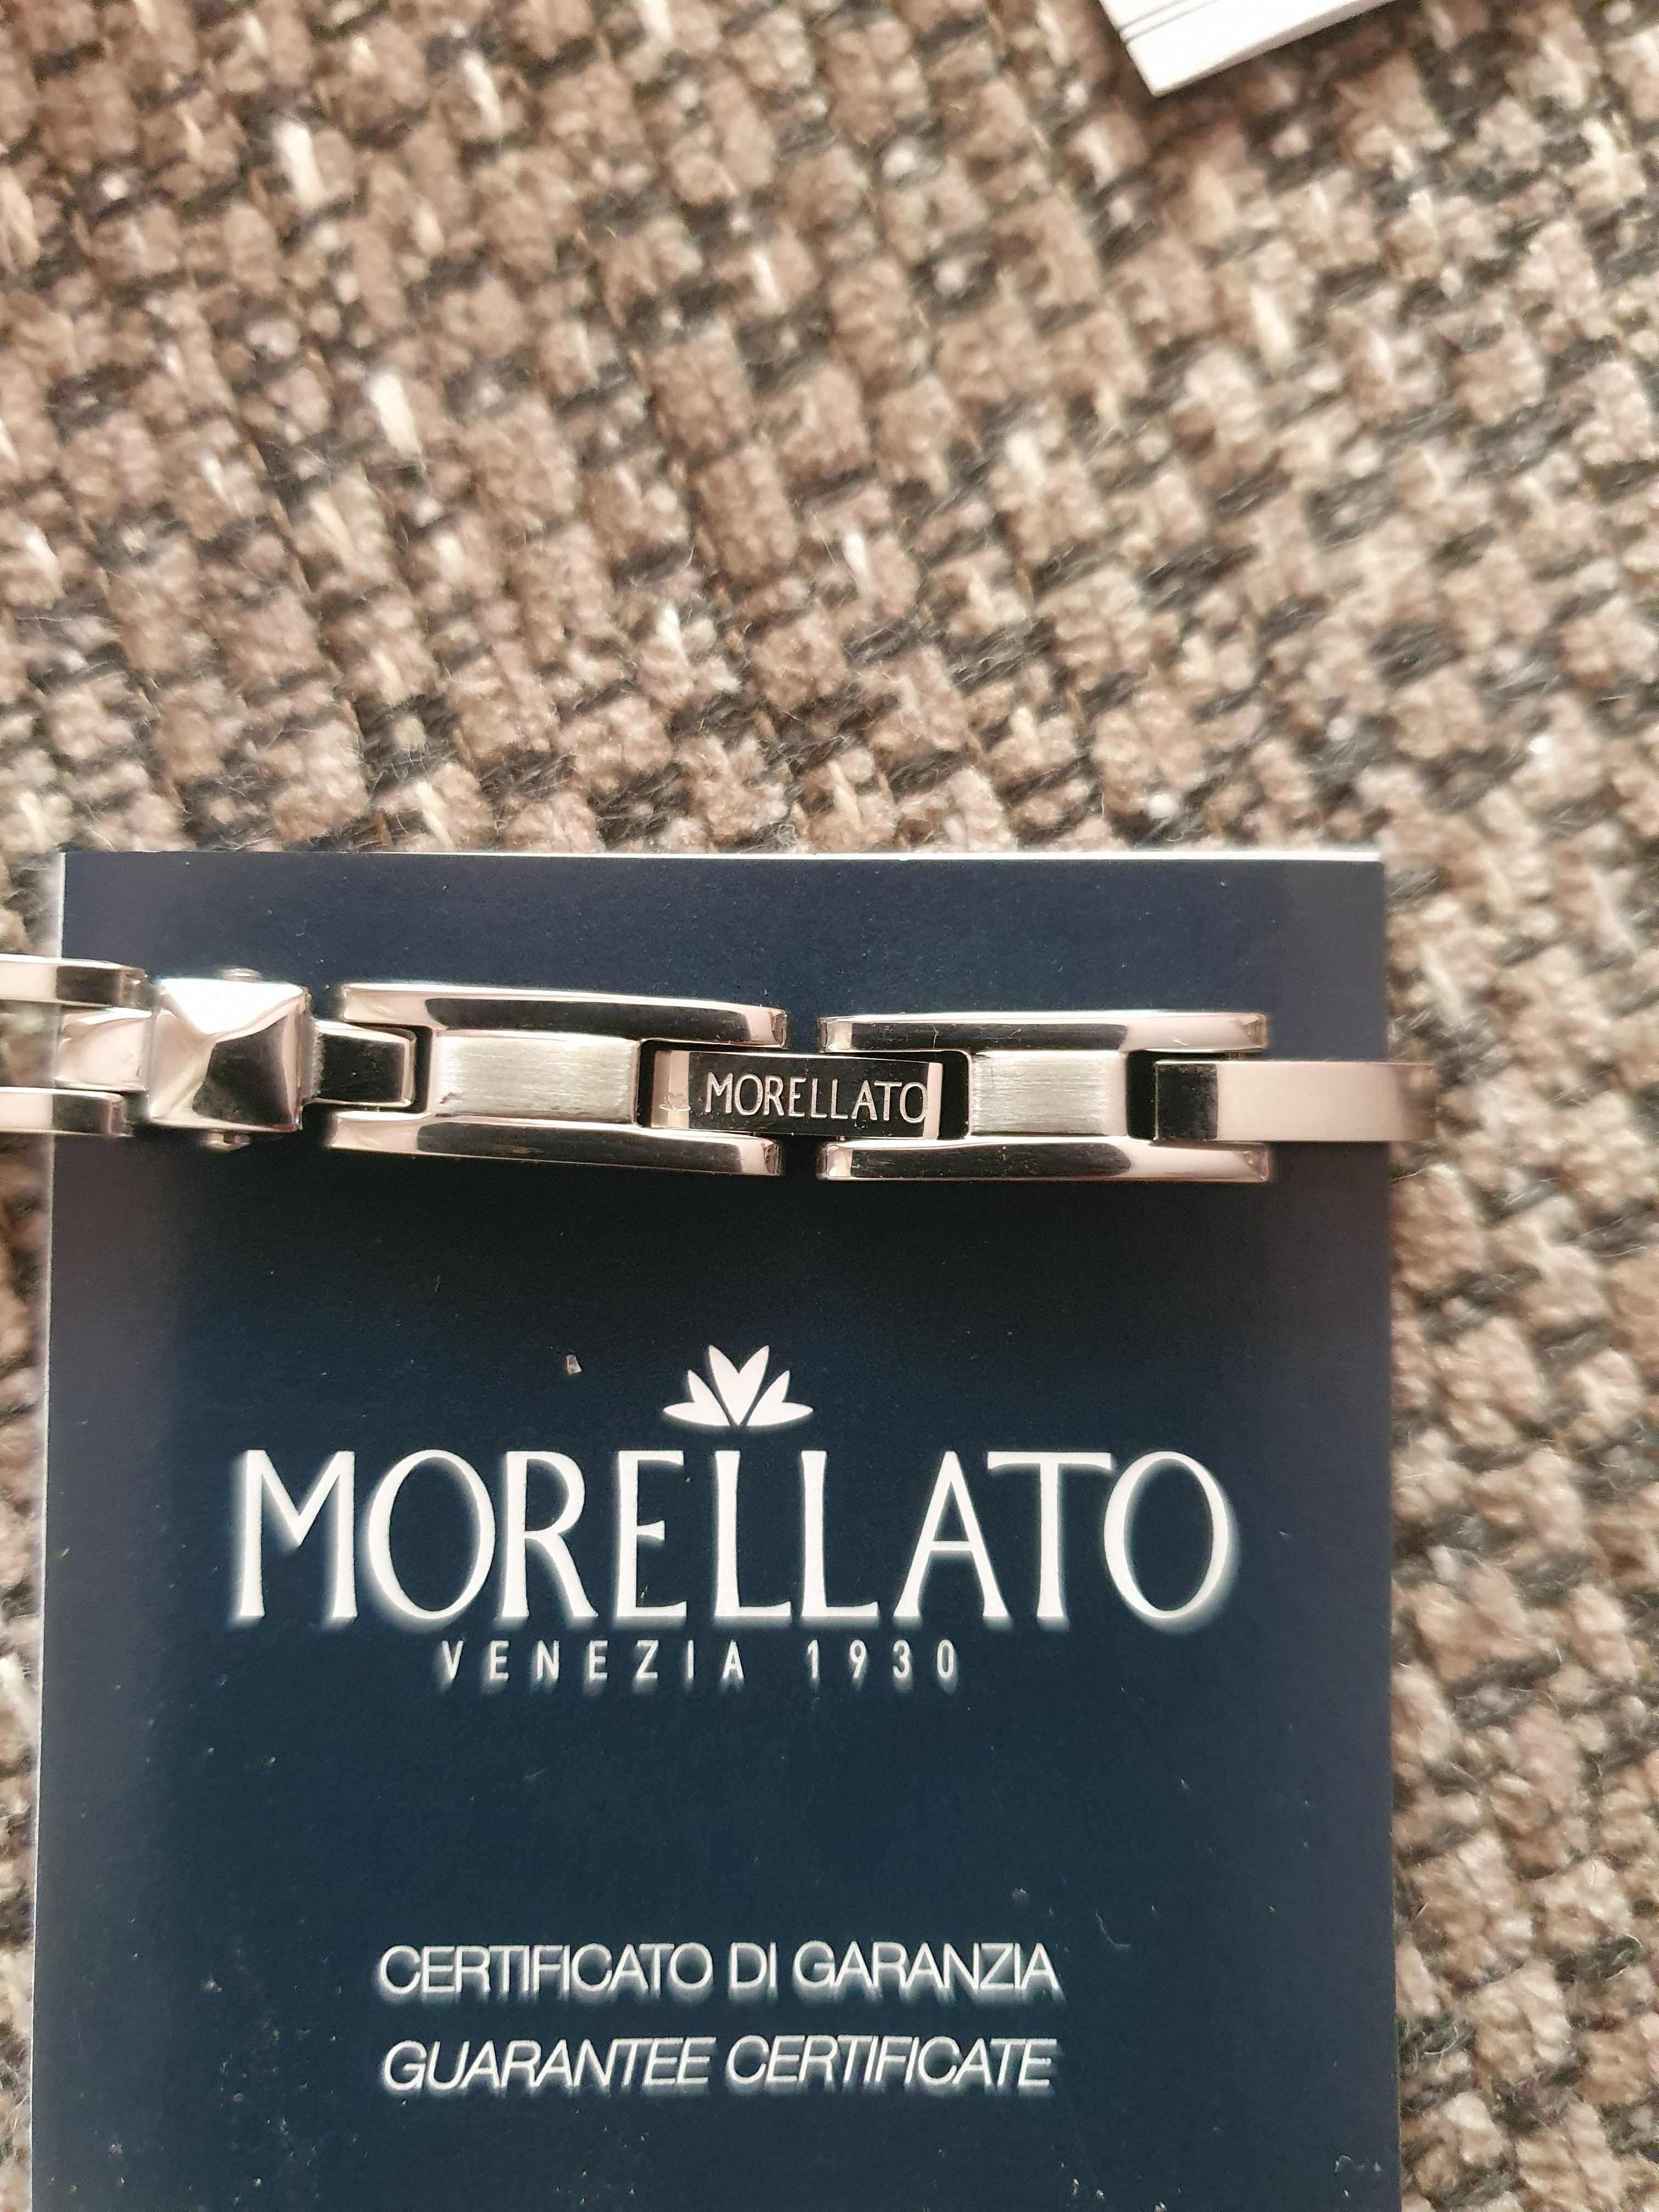 MORELLATO
MORELLATO
VENEZIA 1930
CERTIFICATO DI GARANZIA
GUARANTEE CERTIFICATE